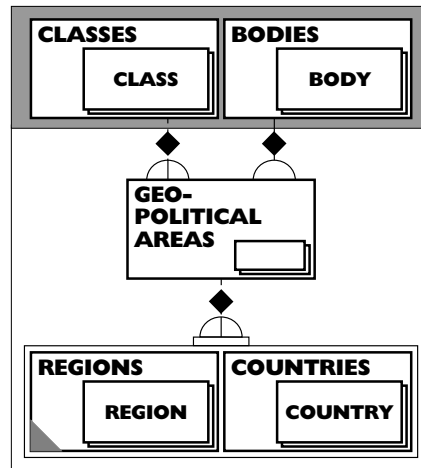 CLASSES
CLASS
BODIES
BODY
GEO-
POLITICAL
AREAS
REGIONS
REGION
COUNTRIES
COUNTRY